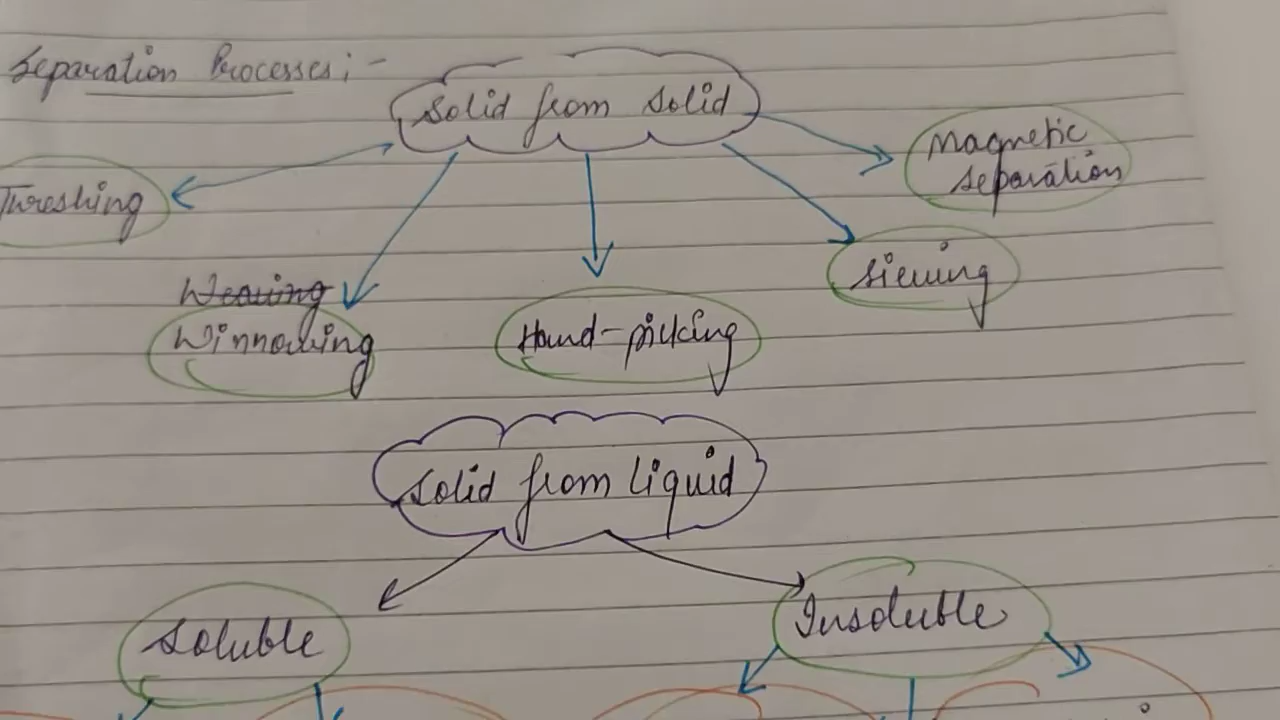 Separation Processes:-
Solid from solid
Magnetic
separation
Threshing
Sieving
Weaving
Winnowing
Hand-picking
Solid from liquid
Soluble
Insoluble